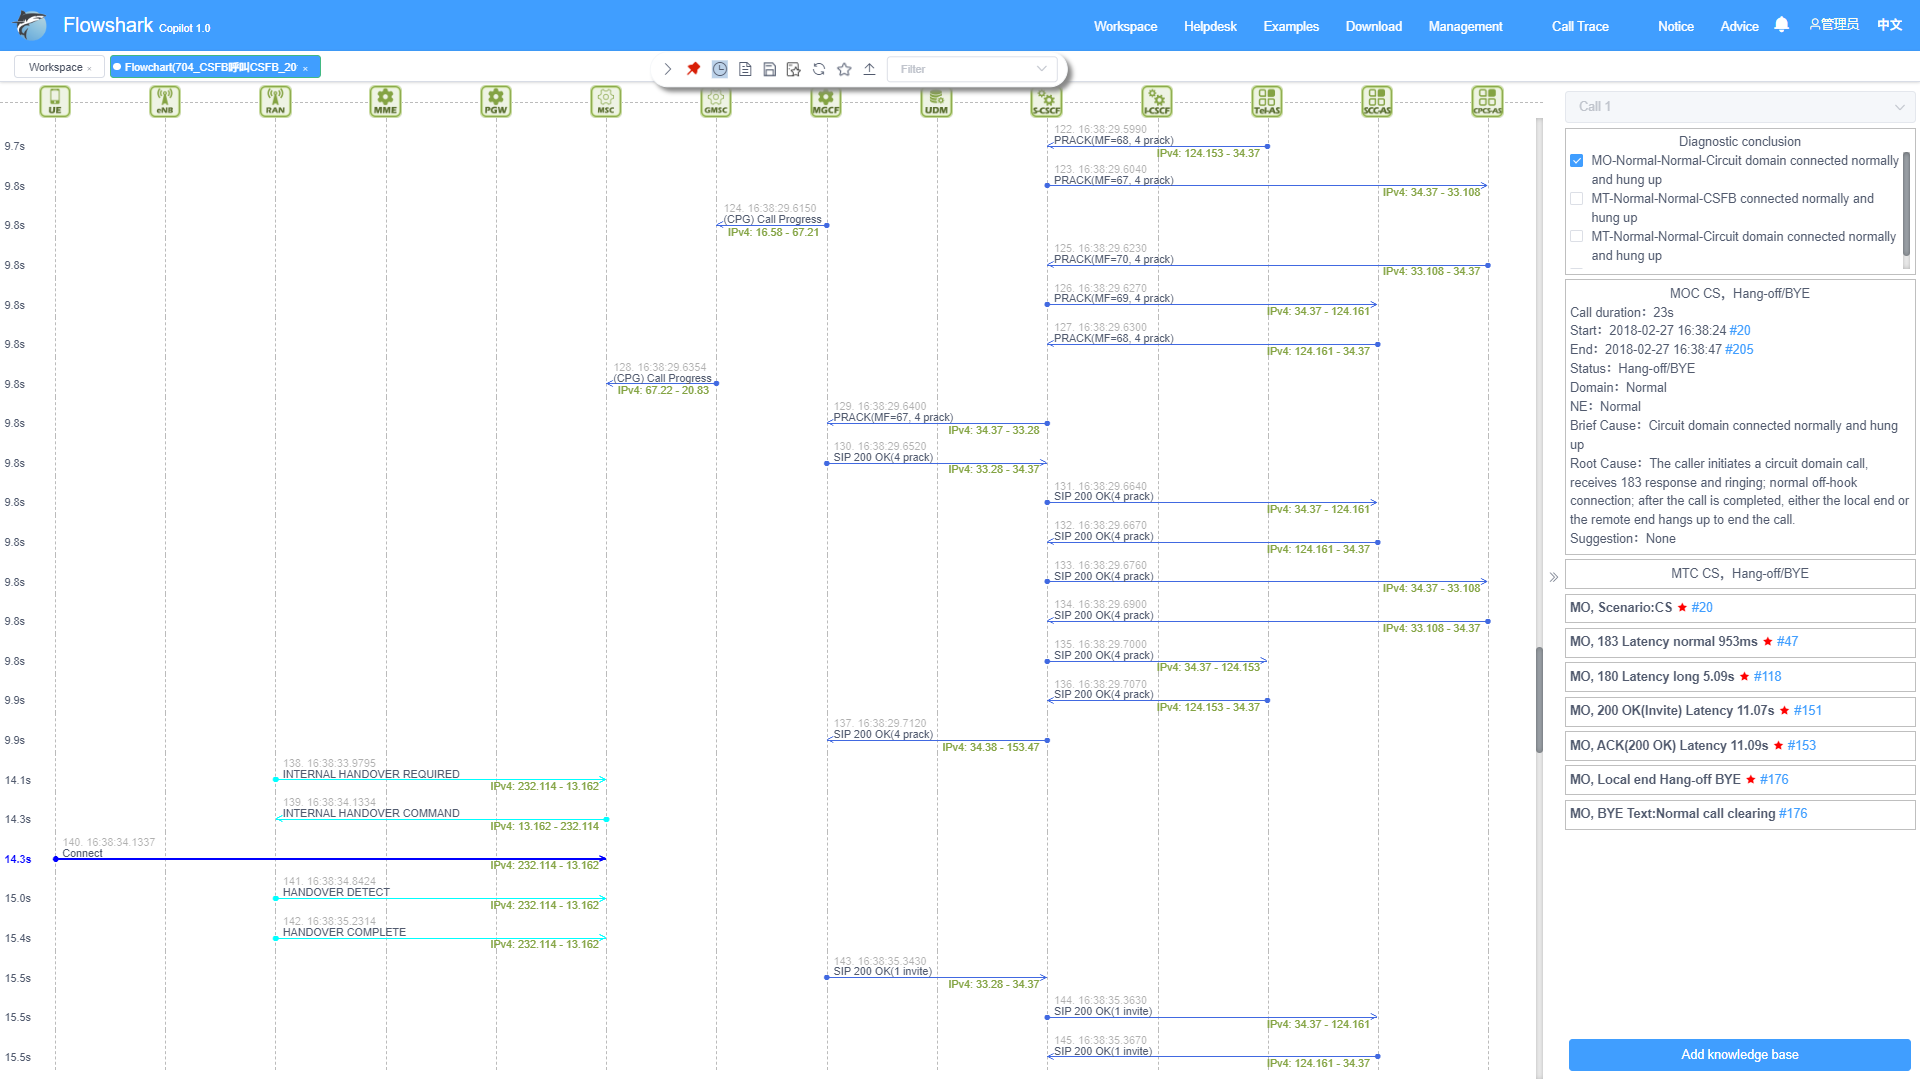 Flowshark Copilot 1.0
Workspace Helpdesk Examples Download Management Call Trace Notice Advice 管理员 中文
Workspace ×
Flowchart(704_CSFB呼叫CSFB_20 ×
Filter
UE eNB RAN MME PGW MSC GMSC MGCF UDM S-CSCF I-CSCF Tel-AS SCC-AS CPCS-AS
122. 16:38:29.5990
9.7s PRACK(MF=68, 4 prack)
IPv4: 124.153 - 34.37
123. 16:38:29.6040
9.8s PRACK(MF=67, 4 prack)
IPv4: 34.37 - 33.108
124. 16:38:29.6150
9.8s (CPG) Call Progress
IPv4: 16.58 - 67.21
125. 16:38:29.6230
9.8s PRACK(MF=70, 4 prack)
IPv4: 33.108 - 34.37
126. 16:38:29.6270
9.8s PRACK(MF=69, 4 prack)
IPv4: 34.37 - 124.161
127. 16:38:29.6300
9.8s PRACK(MF=68, 4 prack)
IPv4: 124.161 - 34.37
128. 16:38:29.6354
9.8s (CPG) Call Progress
IPv4: 67.22 - 20.83
129. 16:38:29.6400
9.8s PRACK(MF=67, 4 prack)
IPv4: 34.37 - 33.28
130. 16:38:29.6520
9.8s SIP 200 OK(4 prack)
IPv4: 33.28 - 34.37
131. 16:38:29.6640
9.8s SIP 200 OK(4 prack)
IPv4: 34.37 - 124.161
132. 16:38:29.6670
9.8s SIP 200 OK(4 prack)
IPv4: 124.161 - 34.37
133. 16:38:29.6760
9.8s SIP 200 OK(4 prack)
IPv4: 34.37 - 33.108
134. 16:38:29.6900
9.8s SIP 200 OK(4 prack)
IPv4: 33.108 - 34.37
135. 16:38:29.7000
9.8s SIP 200 OK(4 prack)
IPv4: 34.37 - 124.153
136. 16:38:29.7070
9.9s SIP 200 OK(4 prack)
IPv4: 124.153 - 34.37
137. 16:38:29.7120
9.9s SIP 200 OK(4 prack)
IPv4: 34.38 - 153.47
138. 16:38:33.9795
14.1s INTERNAL HANDOVER REQUIRED
IPv4: 232.114 - 13.162
139. 16:38:34.1334
14.3s INTERNAL HANDOVER COMMAND
IPv4: 13.162 - 232.114
140. 16:38:34.1337
14.3s Connect
IPv4: 232.114 - 13.162
141. 16:38:34.8424
15.0s HANDOVER DETECT
IPv4: 232.114 - 13.162
142. 16:38:35.2314
15.4s HANDOVER COMPLETE
IPv4: 232.114 - 13.162
143. 16:38:35.3430
15.5s SIP 200 OK(1 invite)
IPv4: 33.28 - 34.37
144. 16:38:35.3630
15.5s SIP 200 OK(1 invite)
IPv4: 34.37 - 124.161
145. 16:38:35.3670
15.5s SIP 200 OK(1 invite)
IPv4: 124.161 - 34.37
Call 1
Diagnostic conclusion
MO-Normal-Normal-Circuit domain connected normally
and hung up
MT-Normal-Normal-CSFB connected normally and
hung up
MT-Normal-Normal-Circuit domain connected normally
and hung up
MOC CS，Hang-off/BYE
Call duration：23s
Start：2018-02-27 16:38:24 #20
End：2018-02-27 16:38:47 #205
Status：Hang-off/BYE
Domain：Normal
NE：Normal
Brief Cause：Circuit domain connected normally and hung
up
Root Cause：The caller initiates a circuit domain call,
receives 183 response and ringing; normal off-hook
connection; after the call is completed, either the local end or
the remote end hangs up to end the call.
Suggestion：None
MTC CS，Hang-off/BYE
MO, Scenario:CS ★ #20
MO, 183 Latency normal 953ms ★ #47
MO, 180 Latency long 5.09s ★ #118
MO, 200 OK(Invite) Latency 11.07s ★ #151
MO, ACK(200 OK) Latency 11.09s ★ #153
MO, Local end Hang-off BYE ★ #176
MO, BYE Text:Normal call clearing #176
Add knowledge base